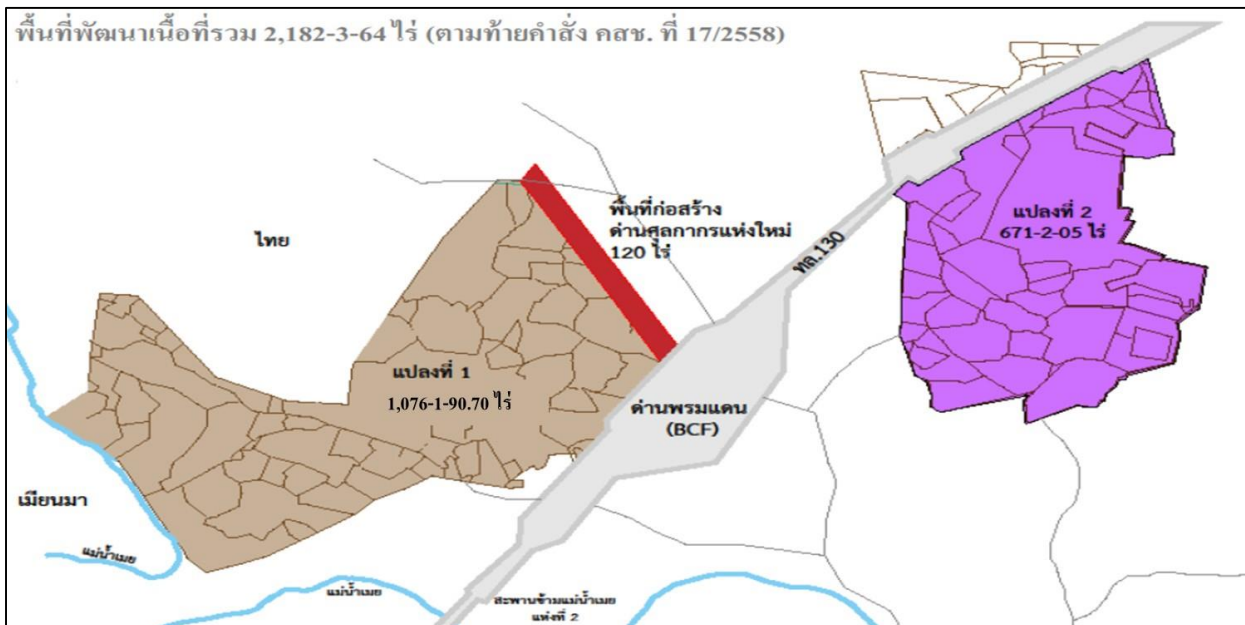 พื้นที่พัฒนาเนื้อที่รวม 2,182-3-64 ไร่ (ตามท้ายคำสั่ง คสช. ที่ 17/2558)
พื้นที่ก่อสร้าง
ด่านศุลกากรแห่งใหม่
120 ไร่
ไทย
ทล.130
แปลงที่ 2
671-2-05 ไร่
แปลงที่ 1
1,076-1-90.70 ไร่
ด่านพรมแดน
(BCF)
เมียนมา
แม่น้ำเมย
แม่น้ำเมย
สะพานข้ามแม่น้ำเมย
แห่งที่ 2